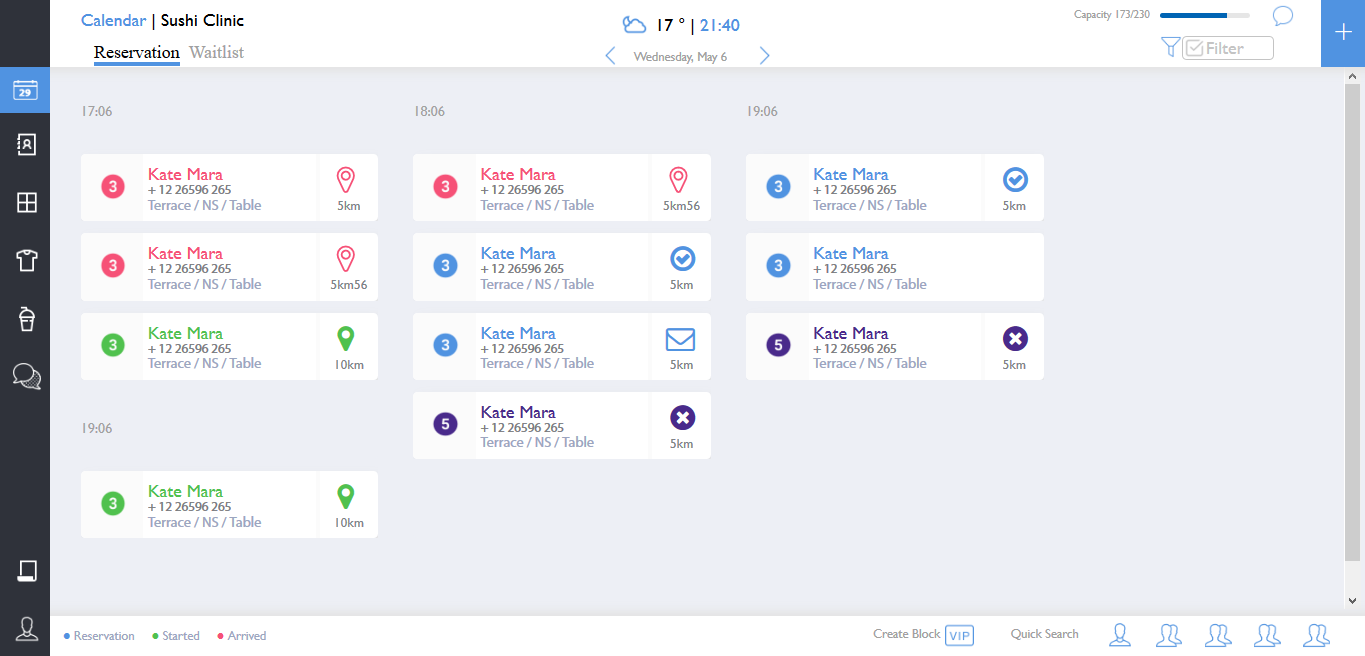 Calendar | Sushi Clinic
17 ° | 21:40
Capacity 173/230
Reservation Waitlist
Wednesday, May 6
Filter
29
17:06
3
Kate Mara
+ 12 26596 265
Terrace / NS / Table
5km
3
Kate Mara
+ 12 26596 265
Terrace / NS / Table
5km56
3
Kate Mara
+ 12 26596 265
Terrace / NS / Table
10km
19:06
3
Kate Mara
+ 12 26596 265
Terrace / NS / Table
10km
18:06
3
Kate Mara
+ 12 26596 265
Terrace / NS / Table
5km56
3
Kate Mara
+ 12 26596 265
Terrace / NS / Table
5km
3
Kate Mara
+ 12 26596 265
Terrace / NS / Table
5km
5
Kate Mara
+ 12 26596 265
Terrace / NS / Table
5km
19:06
3
Kate Mara
+ 12 26596 265
Terrace / NS / Table
5km
3
Kate Mara
+ 12 26596 265
Terrace / NS / Table
5
Kate Mara
+ 12 26596 265
Terrace / NS / Table
5km
Reservation Started Arrived
Create Block VIP
Quick Search